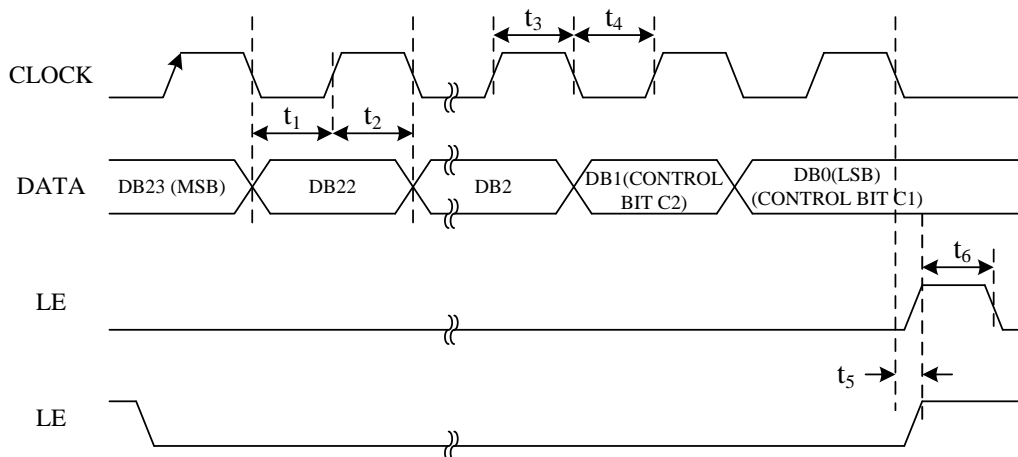 t3
t4
CLOCK
t1
t2
DATA
DB23 (MSB)
DB22
DB2
DB1(CONTROL
BIT C2)
DB0(LSB)
(CONTROL BIT C1)
t6
LE
t5
LE